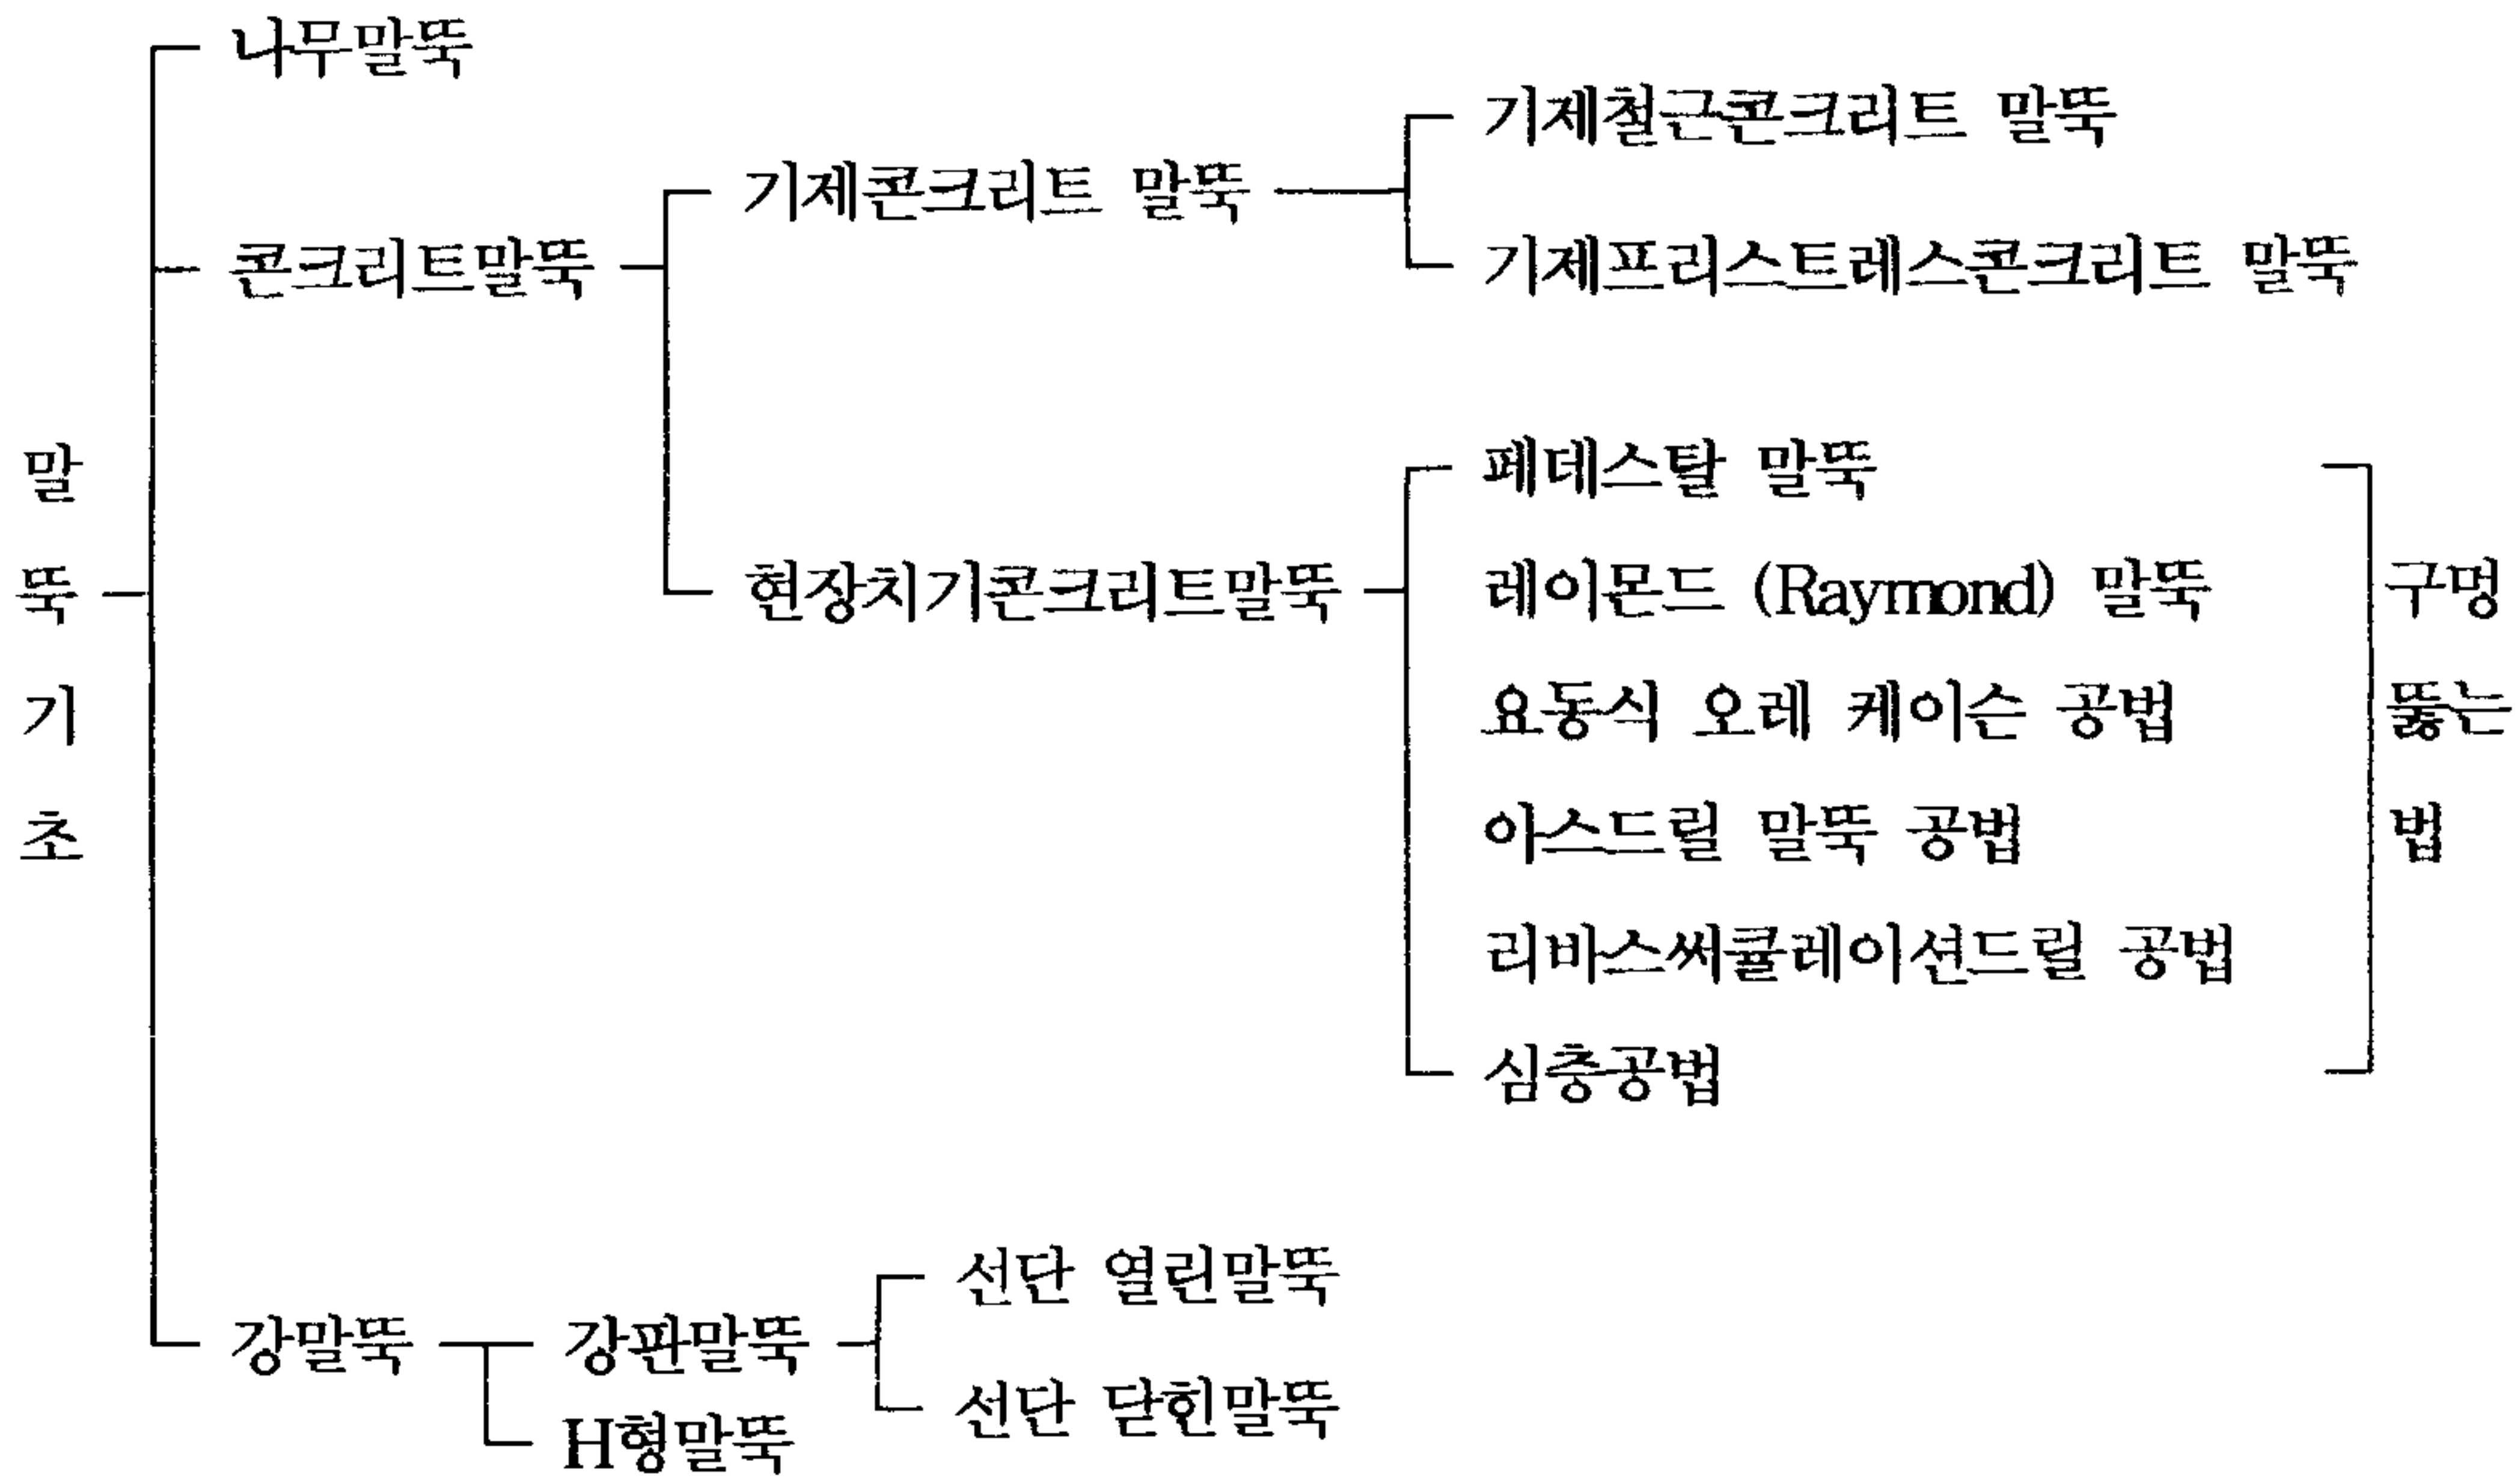 나무말뚝
기제철근콘크리트 말뚝
기제콘크리트 말뚝
콘크리트말뚝
기제프리스트레스콘크리트 말뚝
말뚝기초
페데스탈 말뚝
현장치기콘크리트말뚝
레이몬드 (Raymond) 말뚝
요동식 오레 케이슨 공법
아스드릴 말뚝 공법
리바스써큘레이션드릴 공법
심층공법
구멍
뚫는
법
선단 열린말뚝
강말뚝
강판말뚝
선단 닫힌말뚝
H형말뚝